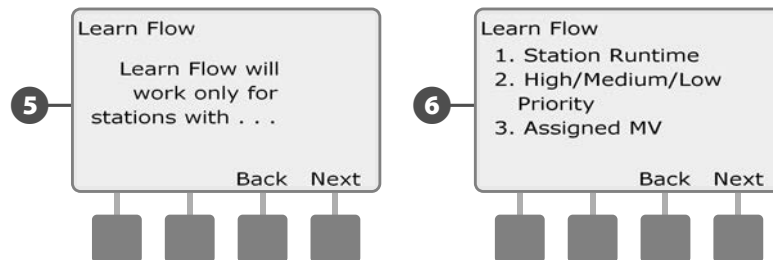 Learn Flow
Learn Flow will
work only for
stations with . . .
Back Next
5
Learn Flow
1. Station Runtime
2. High/Medium/Low
Priority
3. Assigned MV
Back Next
6